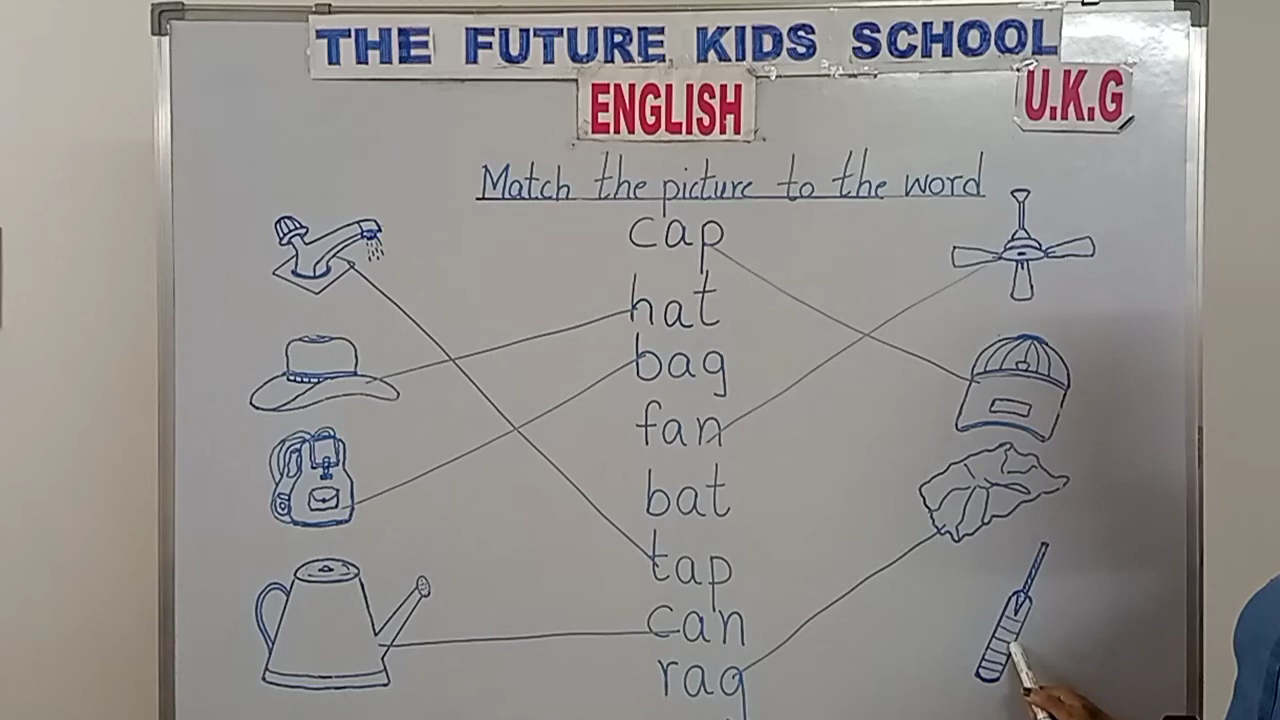 THE FUTURE KIDS SCHOOL
ENGLISH
U.K.G
Match the picture to the word
cap
hat
bag
fan
bat
tap
can
rag